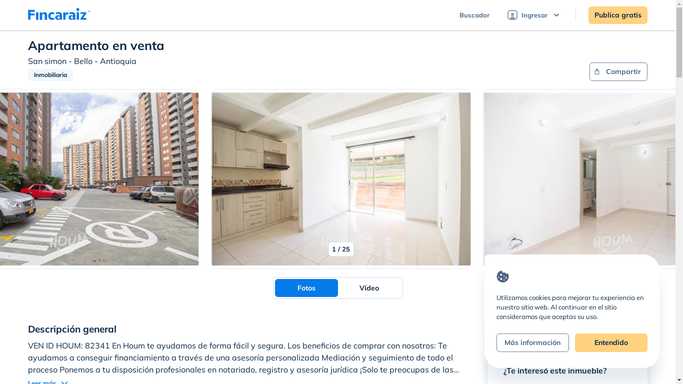 Fincaraiz
Buscador
Ingresar
Publica gratis
Apartamento en venta
San simon - Bello - Antioquia
Inmobiliaria
Compartir
HOUM
HOUM
1 / 25
Fotos
Video
Descripción general
VEN ID HOUM: 82341 En Houm te ayudamos de forma fácil y segura. Los beneficios de comprar con nosotros: Te
ayudamos a conseguir financiamiento a través de una asesoría personalizada Mediación y seguimiento de todo el
proceso Ponemos a tu disposición profesionales en notariado, registro y asesoría jurídica ¡Solo te preocupas de las...
Leer más
Utilizamos cookies para mejorar tu experiencia en
nuestro sitio web. Al continuar en el sitio
consideramos que aceptas su uso.
Más información
Entendido
¿Te interesó este inmueble?